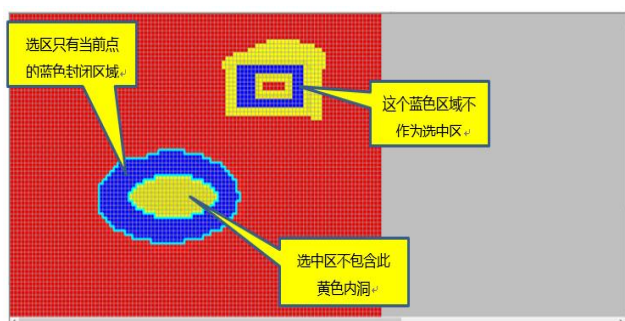 选区只有当前点
的蓝色封闭区域
这个蓝色区域不
作为选中区
选中区不包含此
黄色内洞